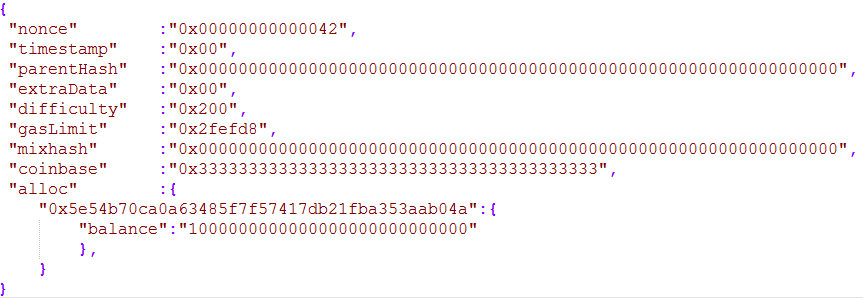 {
"nonce" :"0x00000000000042",
"timestamp" :"0x00",
"parentHash" :"0x0000000000000000000000000000000000000000000000000000000000000000",
"extraData" :"0x00",
"difficulty" :"0x200",
"gasLimit" :"0x2fefd8",
"mixhash" :"0x0000000000000000000000000000000000000000000000000000000000000000",
"coinbase" :"0x3333333333333333333333333333333333333333",
"alloc" :{
"0x5e54b70ca0a63485f7f57417db21fba353aab04a":{
"balance":"1000000000000000000000000000"
},
}
}